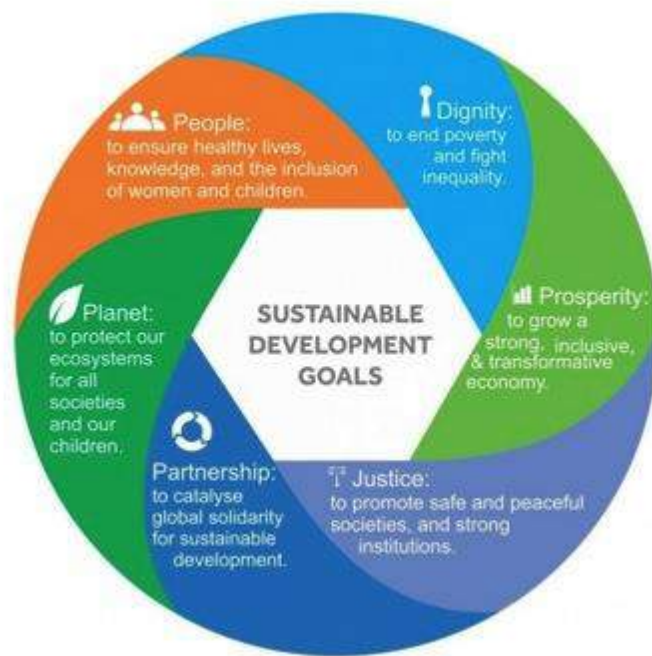 SUSTAINABLE
DEVELOPMENT
GOALS
People:
to ensure healthy lives,
knowledge, and the inclusion
of women and children.
Dignity:
to end poverty
and fight
inequality.
Prosperity:
to grow a
strong, inclusive,
& transformative
economy.
Justice:
to promote safe and peaceful
societies, and strong
institutions.
Partnership:
to catalyse
global solidarity
for sustainable
development.
Planet:
to protect our
ecosystems
for all
societies
and our
children.